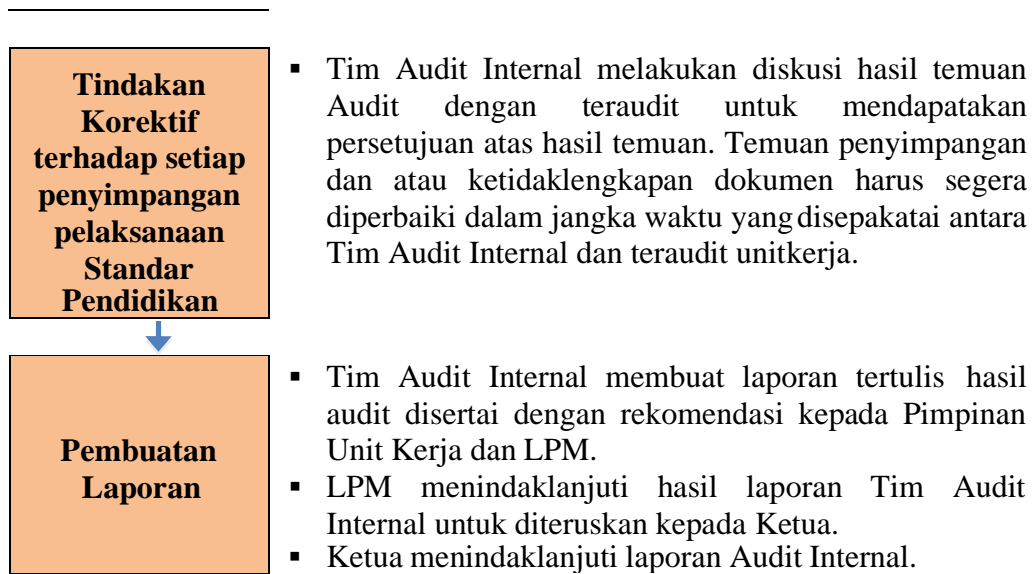 Tindakan
Korektif
terhadap setiap
penyimpangan
pelaksanaan
Standar
Pendidikan
▪ Tim Audit Internal melakukan diskusi hasil temuan
Audit dengan teraudit untuk mendapatakan
persetujuan atas hasil temuan. Temuan penyimpangan
dan atau ketidaklengkapan dokumen harus segera
diperbaiki dalam jangka waktu yang disepakatai antara
Tim Audit Internal dan teraudit unitkerja.
Pembuatan
Laporan
▪ Tim Audit Internal membuat laporan tertulis hasil
audit disertai dengan rekomendasi kepada Pimpinan
Unit Kerja dan LPM.
▪ LPM menindaklanjuti hasil laporan Tim Audit
Internal untuk diteruskan kepada Ketua.
▪ Ketua menindaklanjuti laporan Audit Internal.